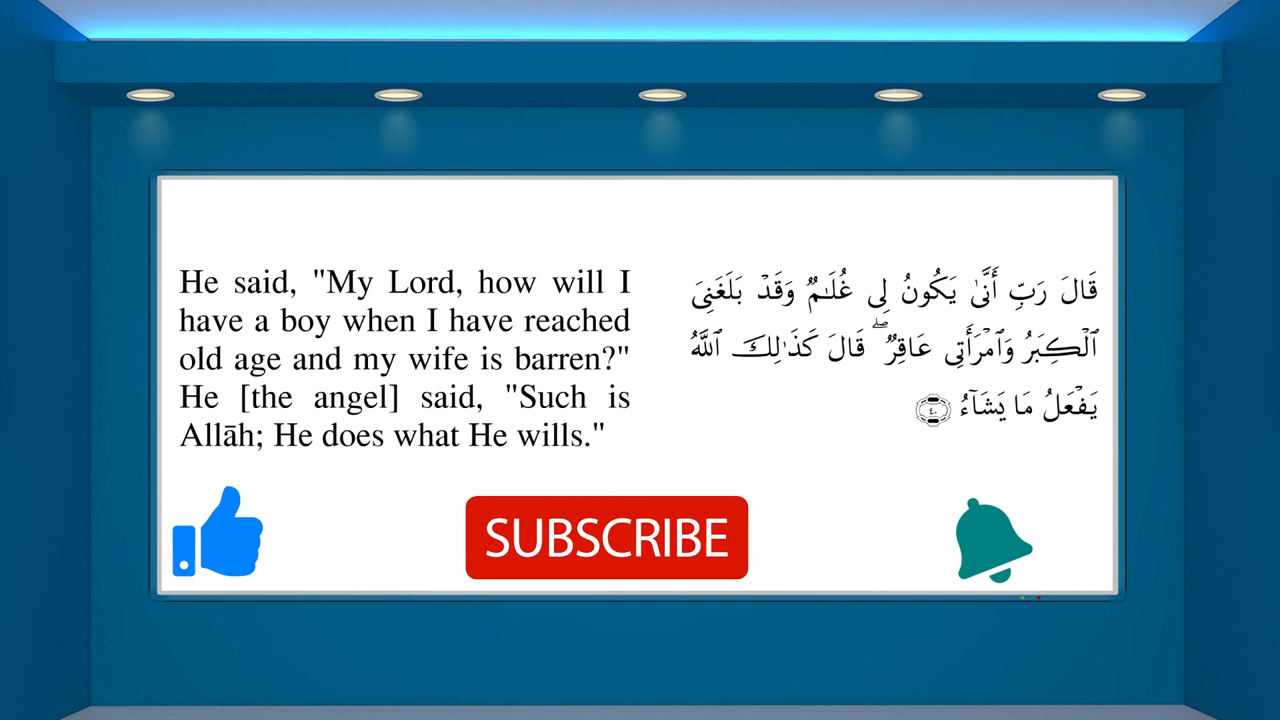 He said, "My Lord, how will I
have a boy when I have reached
old age and my wife is barren?"
He [the angel] said, "Such is
Allāh; He does what He wills."
قَالَ رَبِّ أَنَّىٰ يَكُونُ لِى غُلَـٰمٌۭ وَقَدْ بَلَغَنِىَ
ٱلْكِبَرُ وَٱمْرَأَتِى عَاقِرٌۭ ۖ قَالَ كَذَٰلِكَ ٱللَّهُ
يَفْعَلُ مَا يَشَآءُ ٤٠
SUBSCRIBE